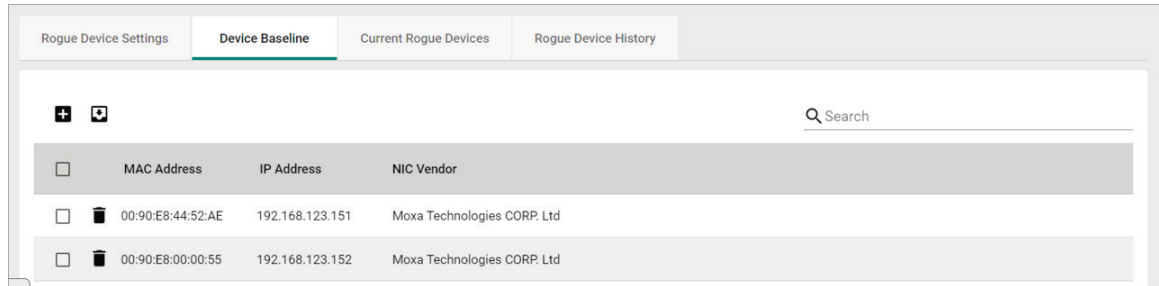 Rogue Device Settings Device Baseline Current Rogue Devices Rogue Device History
Search
MAC Address IP Address NIC Vendor
00:90:E8:44:52:AE 192.168.123.151 Moxa Technologies CORP. Ltd
00:90:E8:00:00:55 192.168.123.152 Moxa Technologies CORP. Ltd